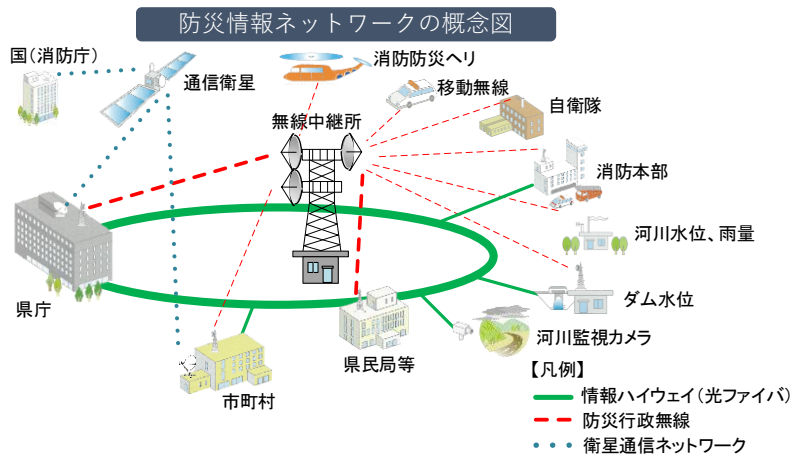 防災情報ネットワークの概念図
国(消防庁)
通信衛星
消防防災ヘリ
移動無線
自衛隊
無線中継所
消防本部
河川水位、雨量
県庁
ダム水位
河川監視カメラ
県民局等
市町村
【凡例】
情報ハイウェイ(光ファイバ)
防災行政無線
衛星通信ネットワーク